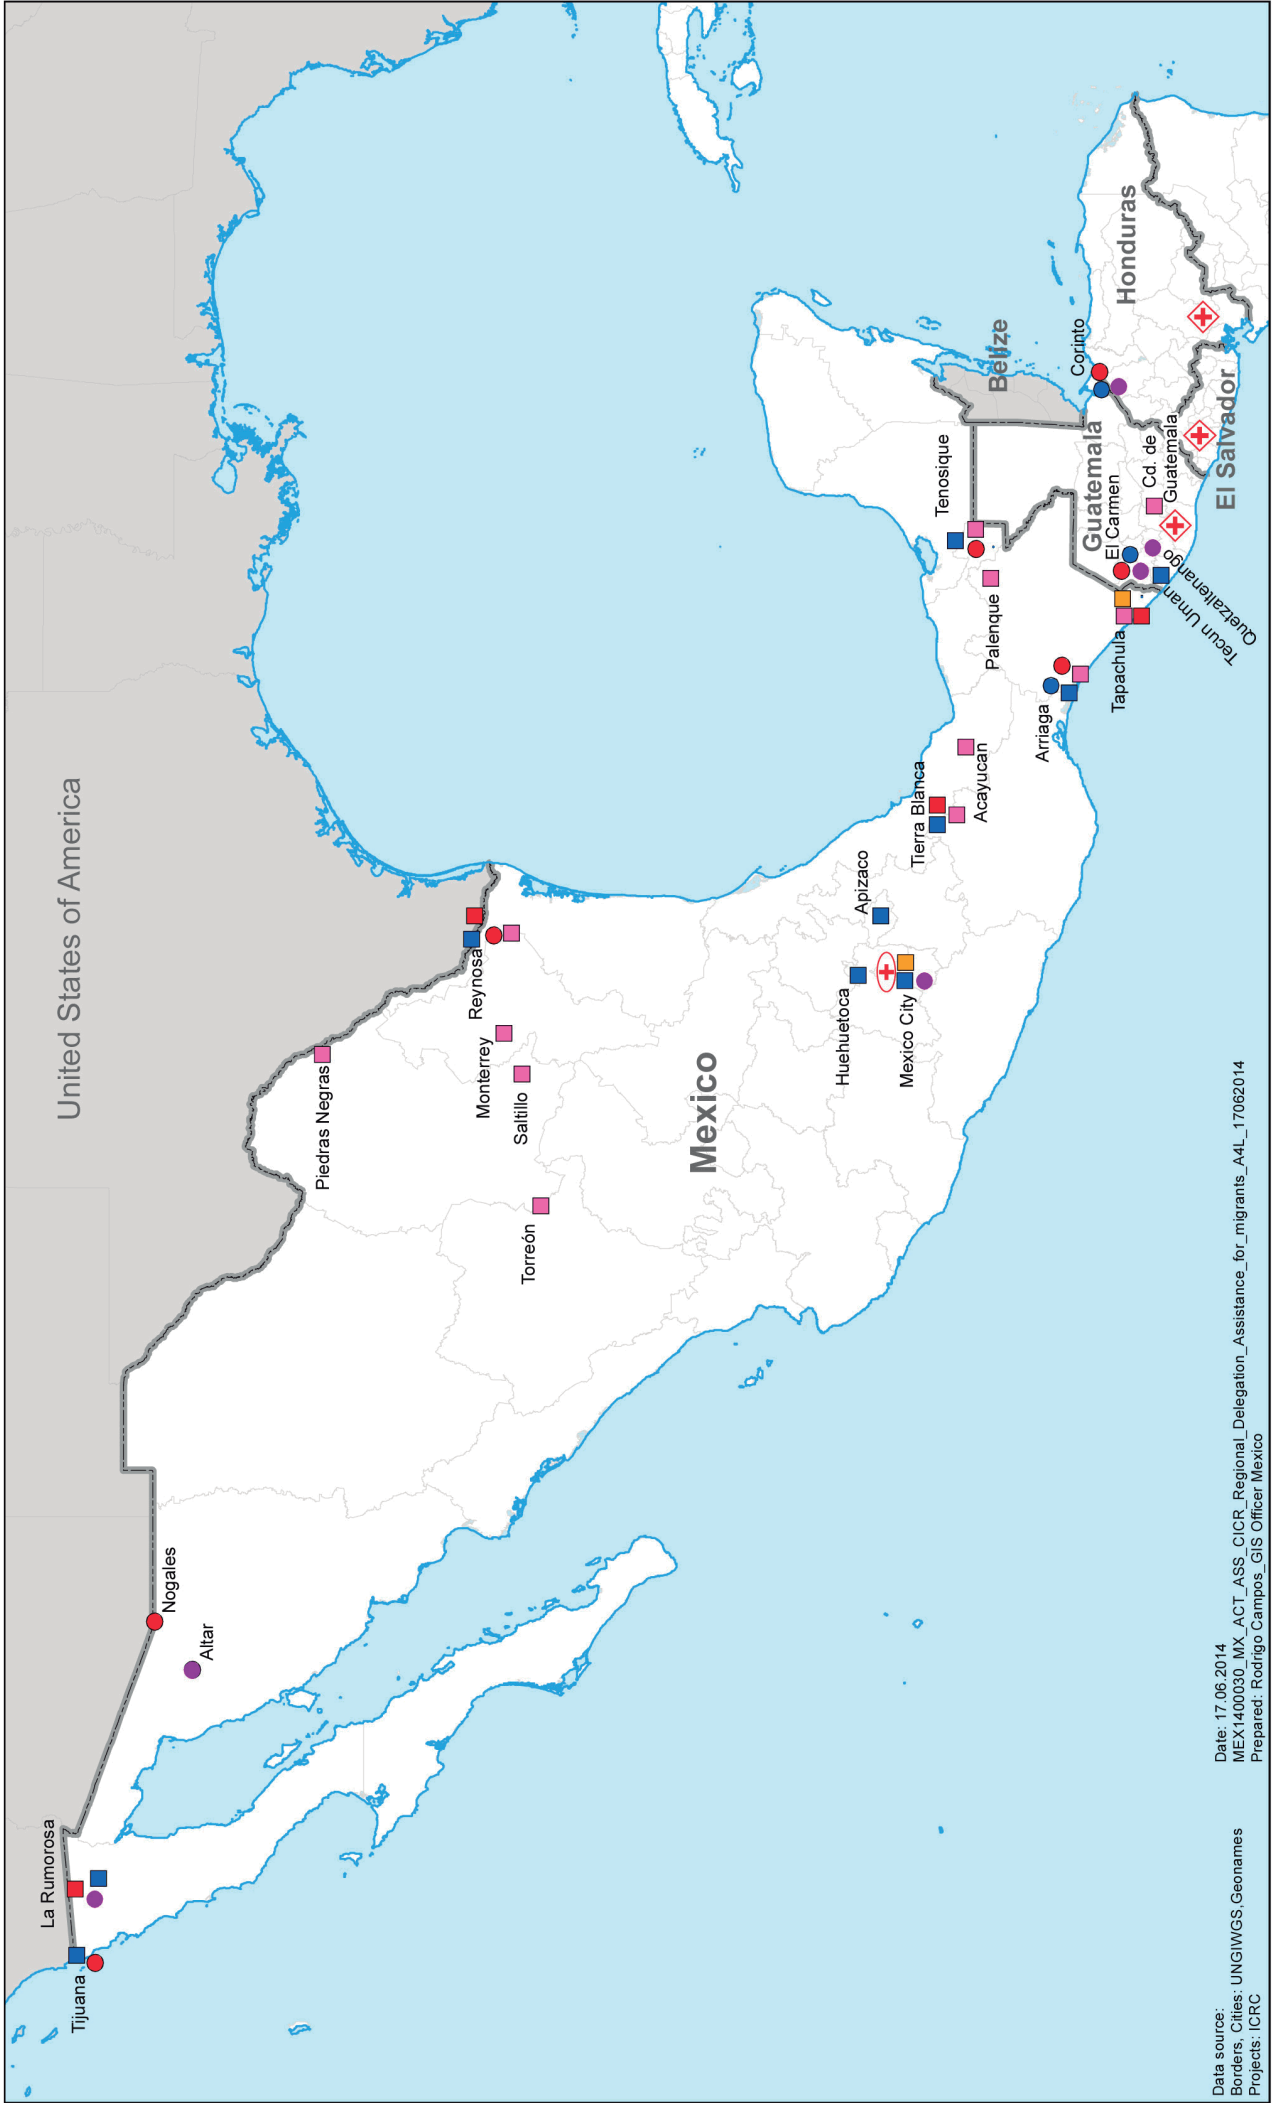 United States of America
La Rumorosa
Tijuana
Nogales
Altar
Piedras Negras
Reynosa
Monterrey
Saltillo
Torreón
Mexico
Huehuetoca
Apizaco
Mexico City
Tierra Blanca
Acayucan
Tenosique
Palenque
Belize
Arriaga
Corinto
Guatemala
El Carmen
Honduras
Tapachula
Cd. de
Guatemala
Tecun Uman
Quetzaltenango
El Salvador
Data source:
Borders, Cities: UNGIWGS,Geonames
Projects: ICRC
Date: 17.06.2014
MEX1400030_MX_ACT_ASS_CICR_Regional_Delegation_Assistance_for_migrants_A4L_17062014
Prepared: Rodrigo Campos_GIS Officer Mexico